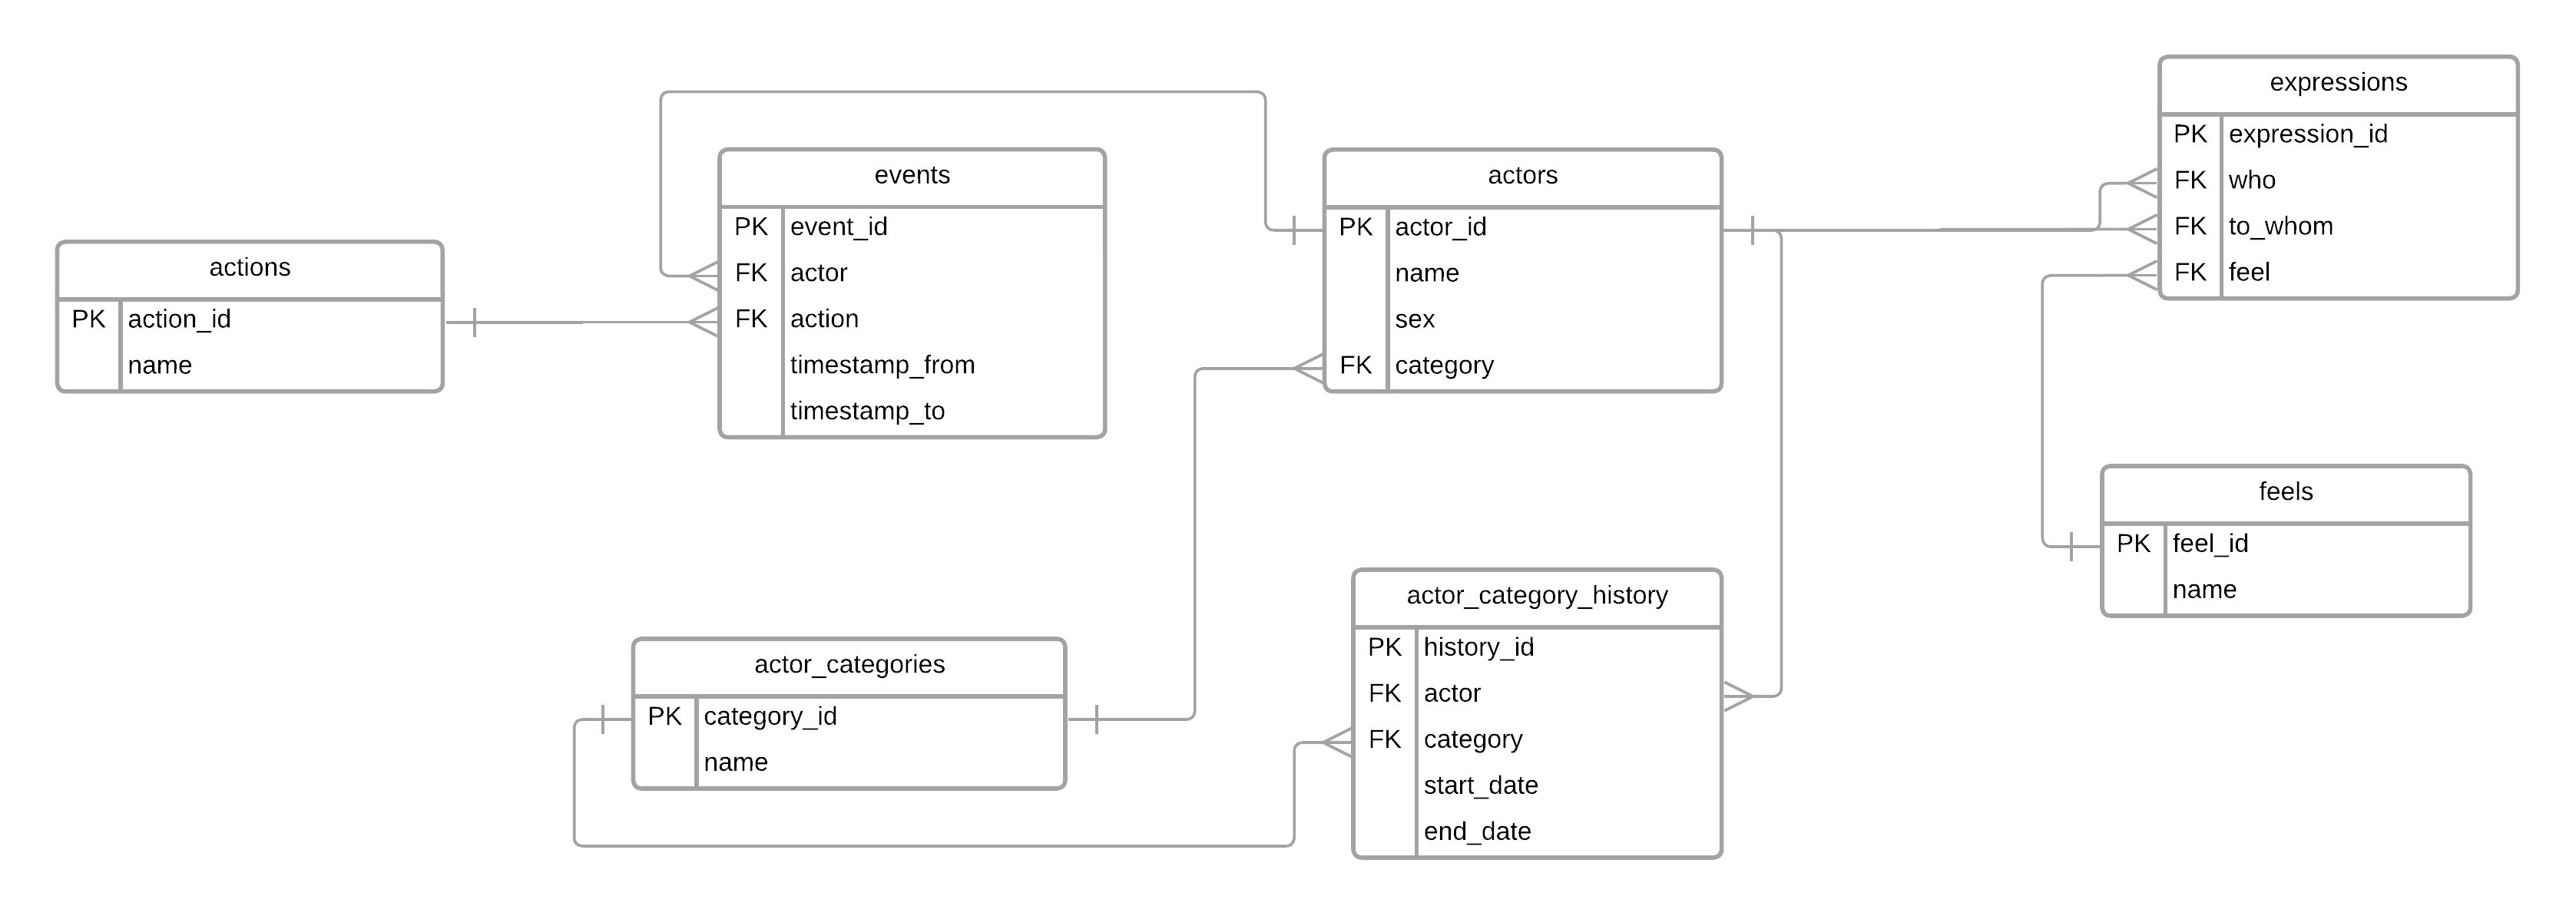 actions
PK action_id
name
events
PK event_id
FK actor
FK action
timestamp_from
timestamp_to
actors
PK actor_id
name
sex
FK category
expressions
PK expression_id
FK who
FK to_whom
FK feel
feels
PK feel_id
name
actor_categories
PK category_id
name
actor_category_history
PK history_id
FK actor
FK category
start_date
end_date